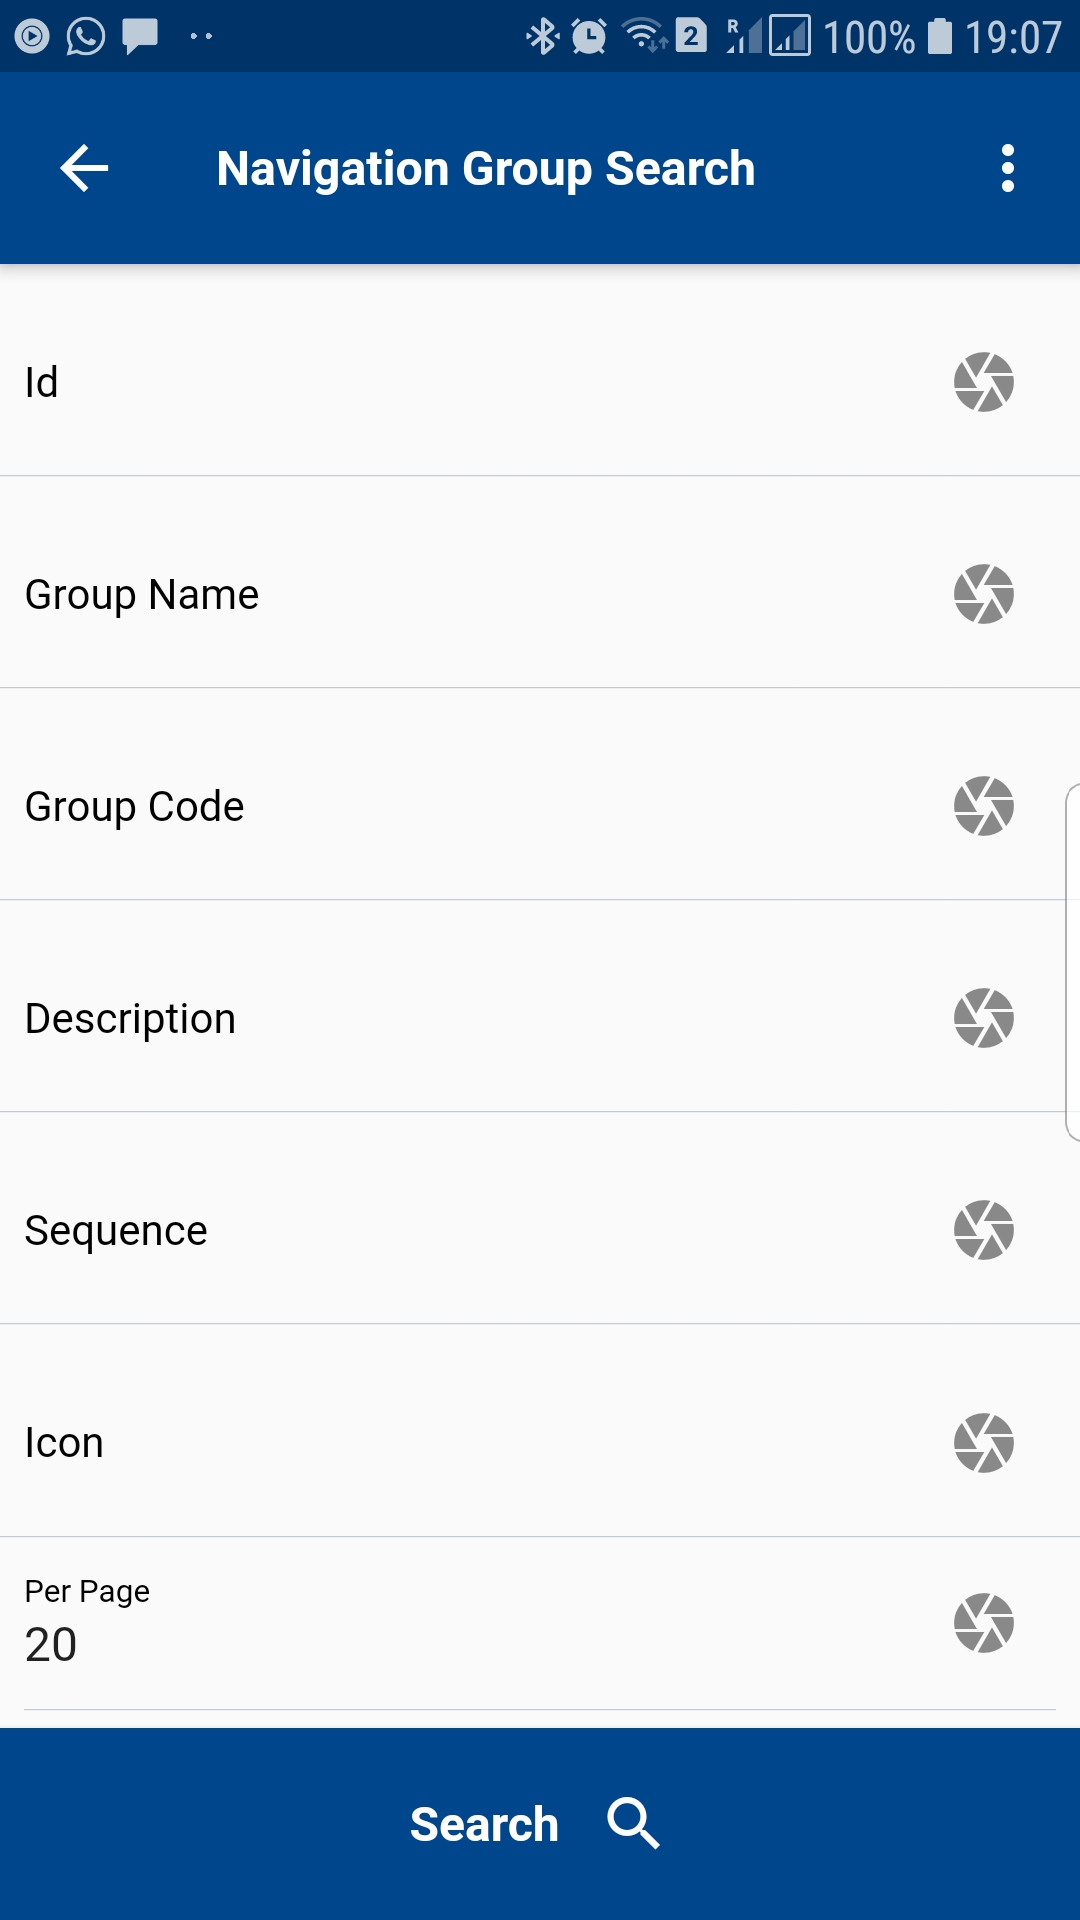 2 R 100% 19:07
Navigation Group Search
Id
Group Name
Group Code
Description
Sequence
Icon
Per Page
20
Search